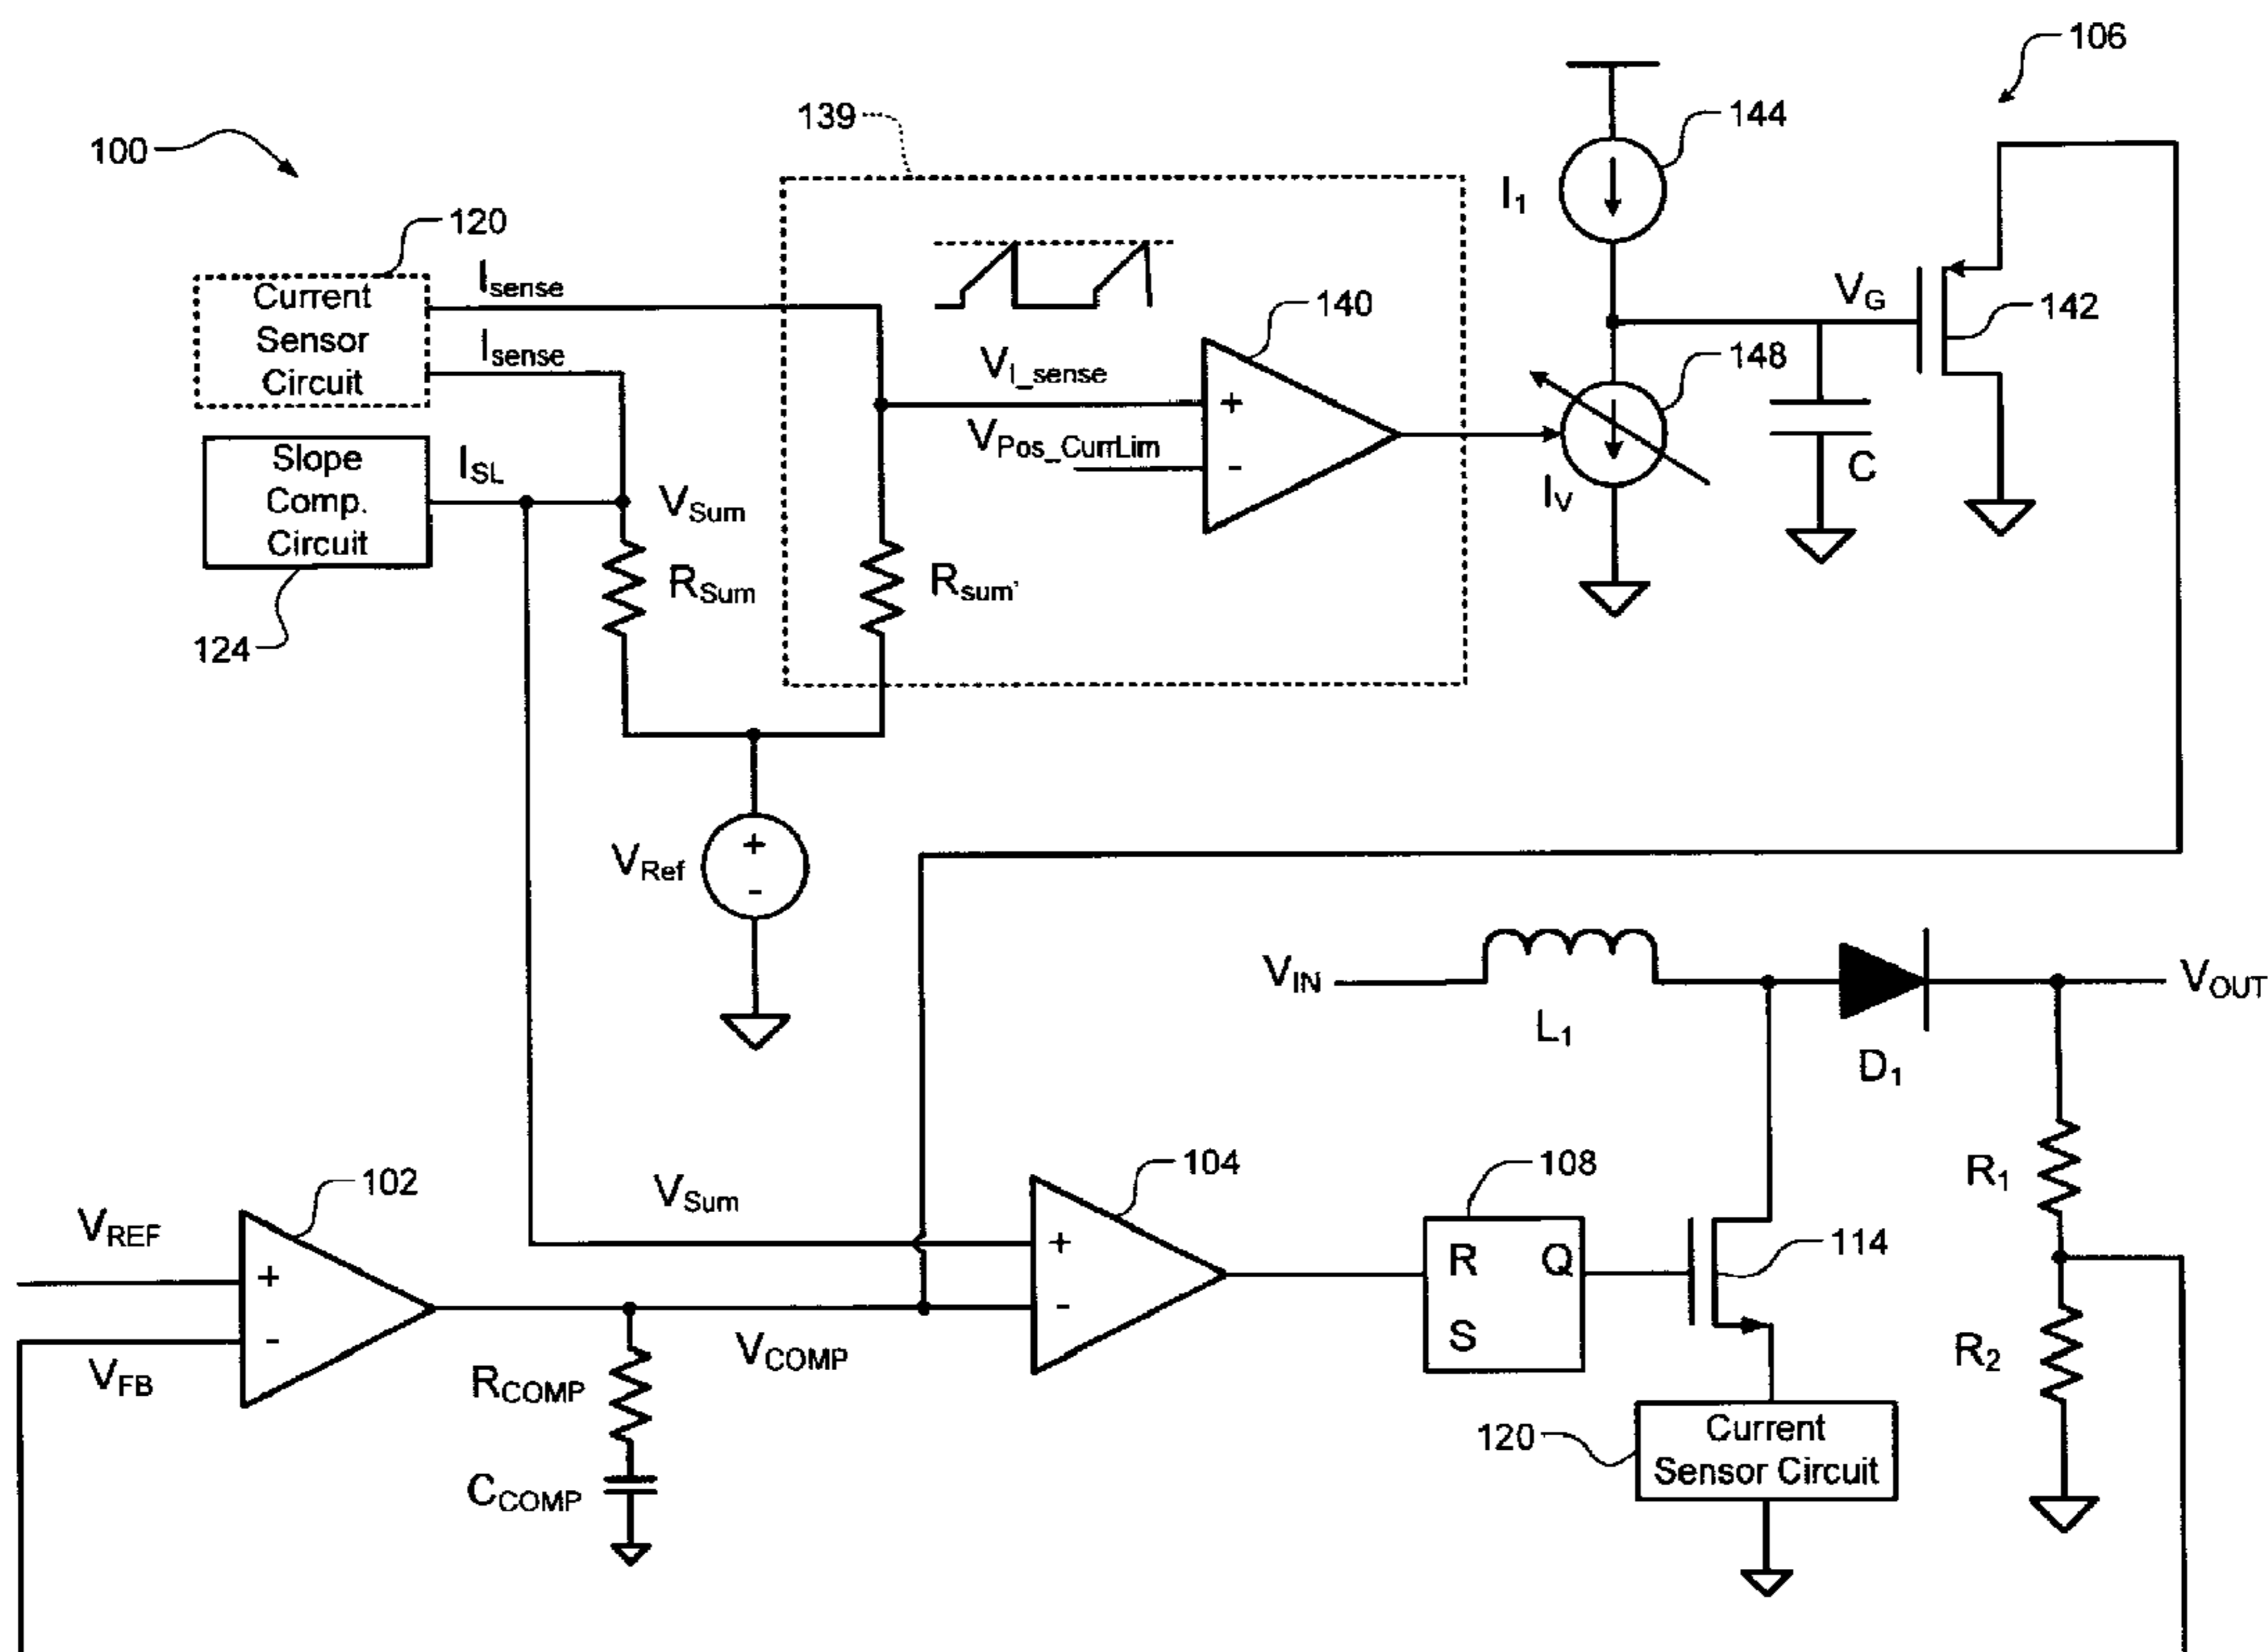 106
144
139
100
I1
120
Isense
Current
Sensor
Circuit
Isense
140
VG
142
148
VI_sense
+
VPos_CurrLim
-
C
IV
Slope
Comp.
Circuit
ISL
VSum
RSum
Rsum'
124
VRef
+
-
VIN
VOUT
L1
D1
102
VSum
104
108
114
R1
VREF
+
+
R
Q
-
-
S
VFB
VCOMP
RCOMP
R2
CCOMP
120
Current
Sensor Circuit